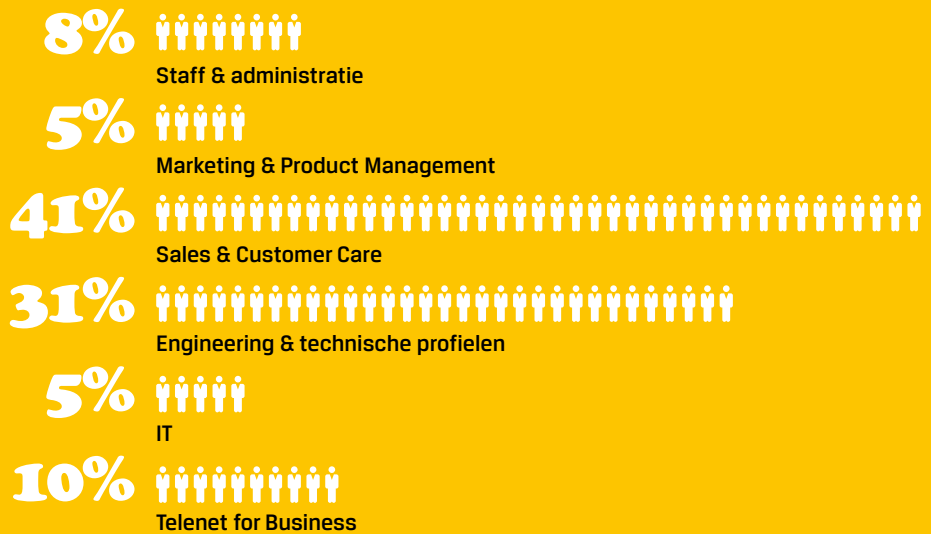 8%
Staff & administratie
5%
Marketing & Product Management
41%
Sales & Customer Care
31%
Engineering & technische profielen
5%
IT
10%
Telenet for Business